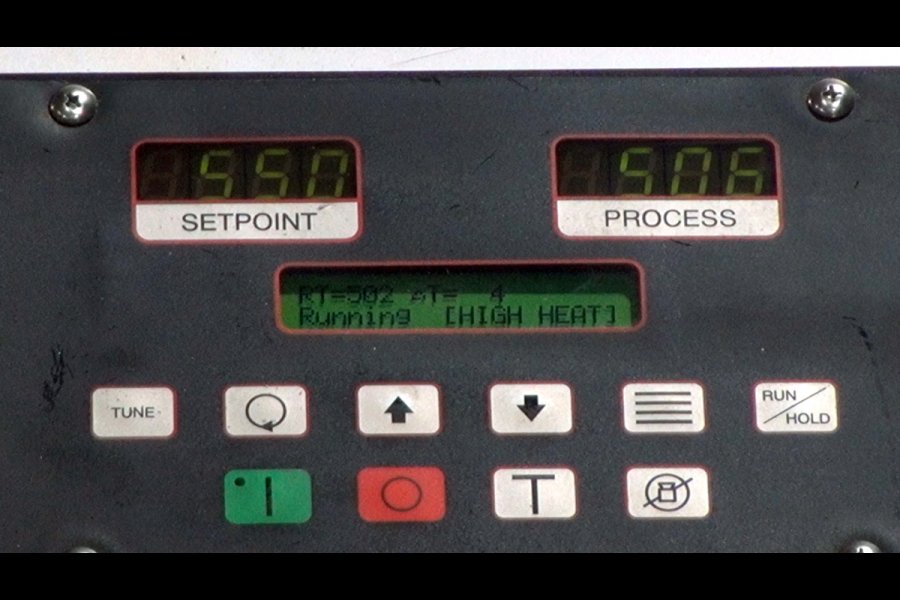 550
SETPOINT
506
PROCESS
RT=502 ΔT= 4
Running [HIGH HEAT]
TUNE
RUN
HOLD